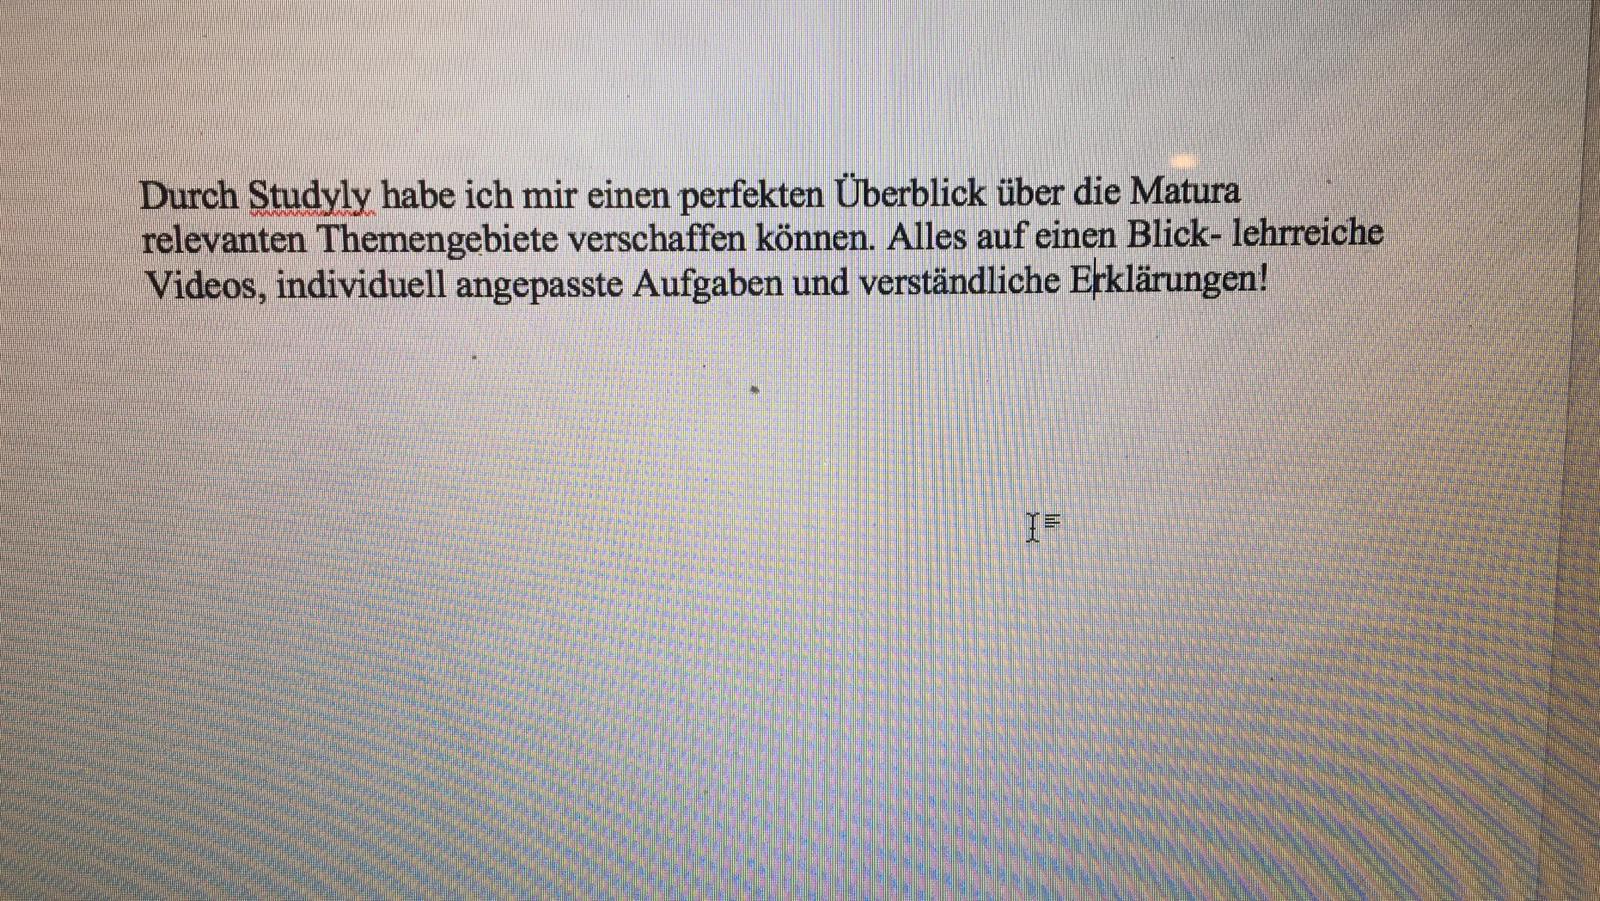 Durch Studyly habe ich mir einen perfekten Überblick über die Matura
relevanten Themengebiete verschaffen können. Alles auf einen Blick- lehrreiche
Videos, individuell angepasste Aufgaben und verständliche Erklärungen!